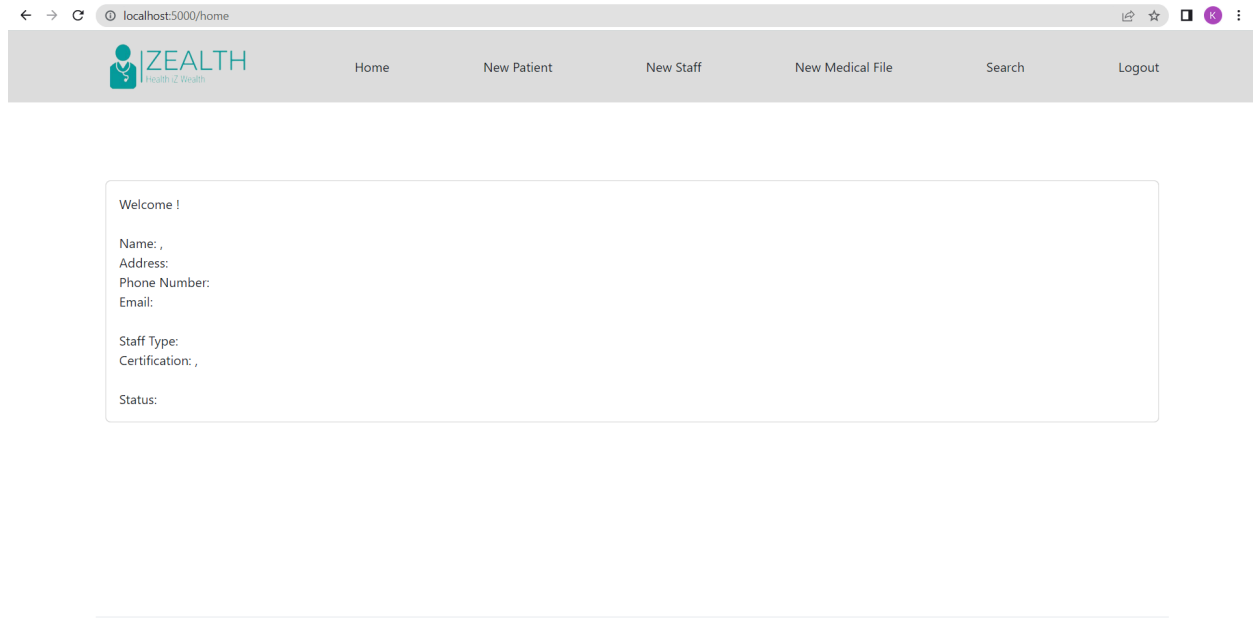 localhost:5000/home
K
ZEALTH
Health iZ Wealth
Home New Patient New Staff New Medical File Search Logout
Welcome !
Name: ,
Address:
Phone Number:
Email:
Staff Type:
Certification: ,
Status: